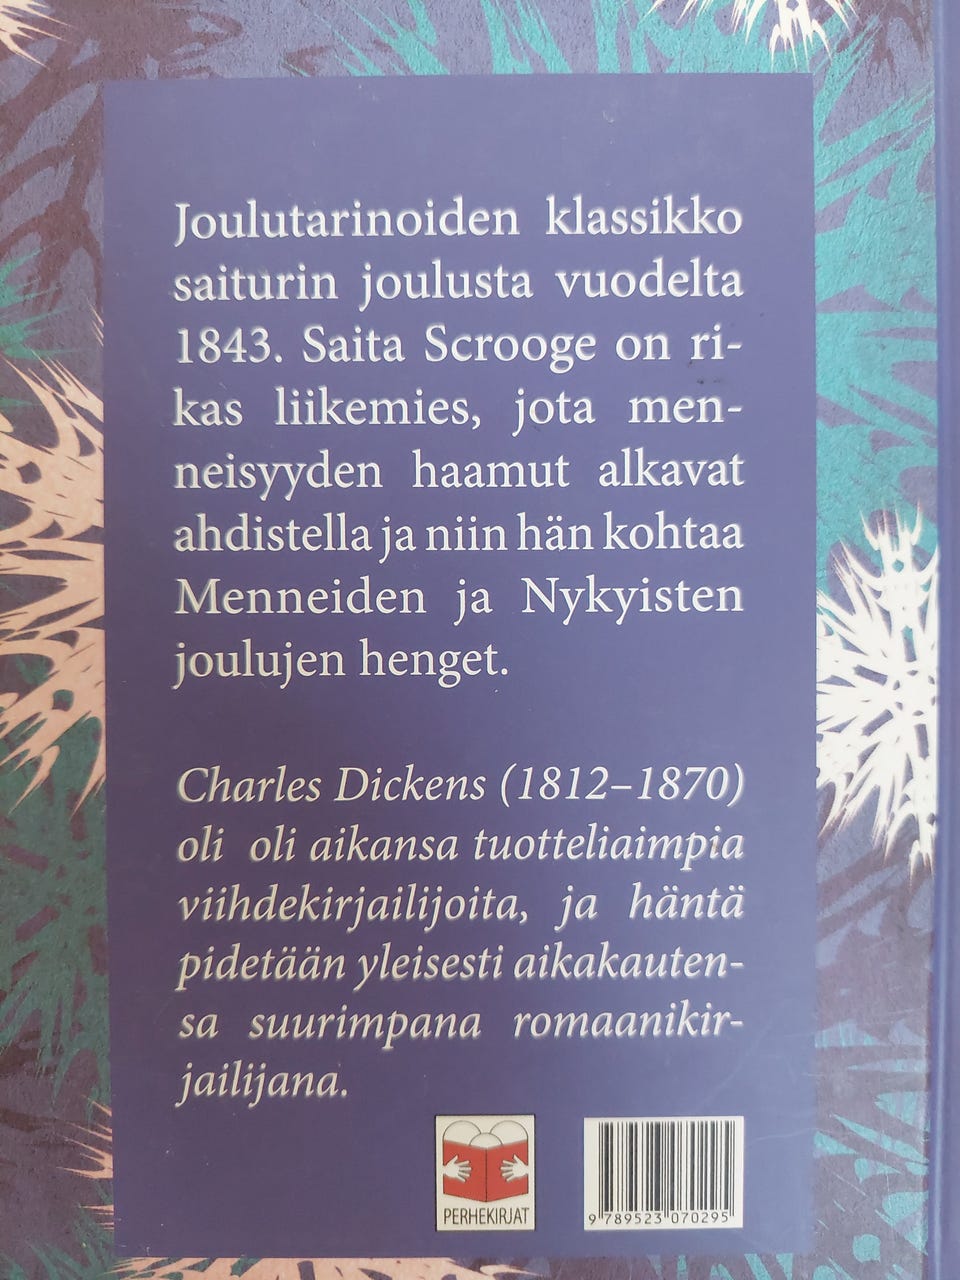 Joulutarinoiden klassikko
saiturin joulusta vuodelta
1843. Saita Scrooge on ri-
kas liikemies, jota men-
neisyyden haamut alkavat
ahdistella ja niin hän kohtaa
Menneiden ja Nykyisten
joulujen henget.
Charles Dickens (1812–1870)
oli oli aikansa tuotteliaimpia
viihdekirjailijoita, ja häntä
pidetään yleisesti aikakauten-
sa suurimpana romaanikir-
jailijana.
PERHEKIRJAT
9 789523 070295